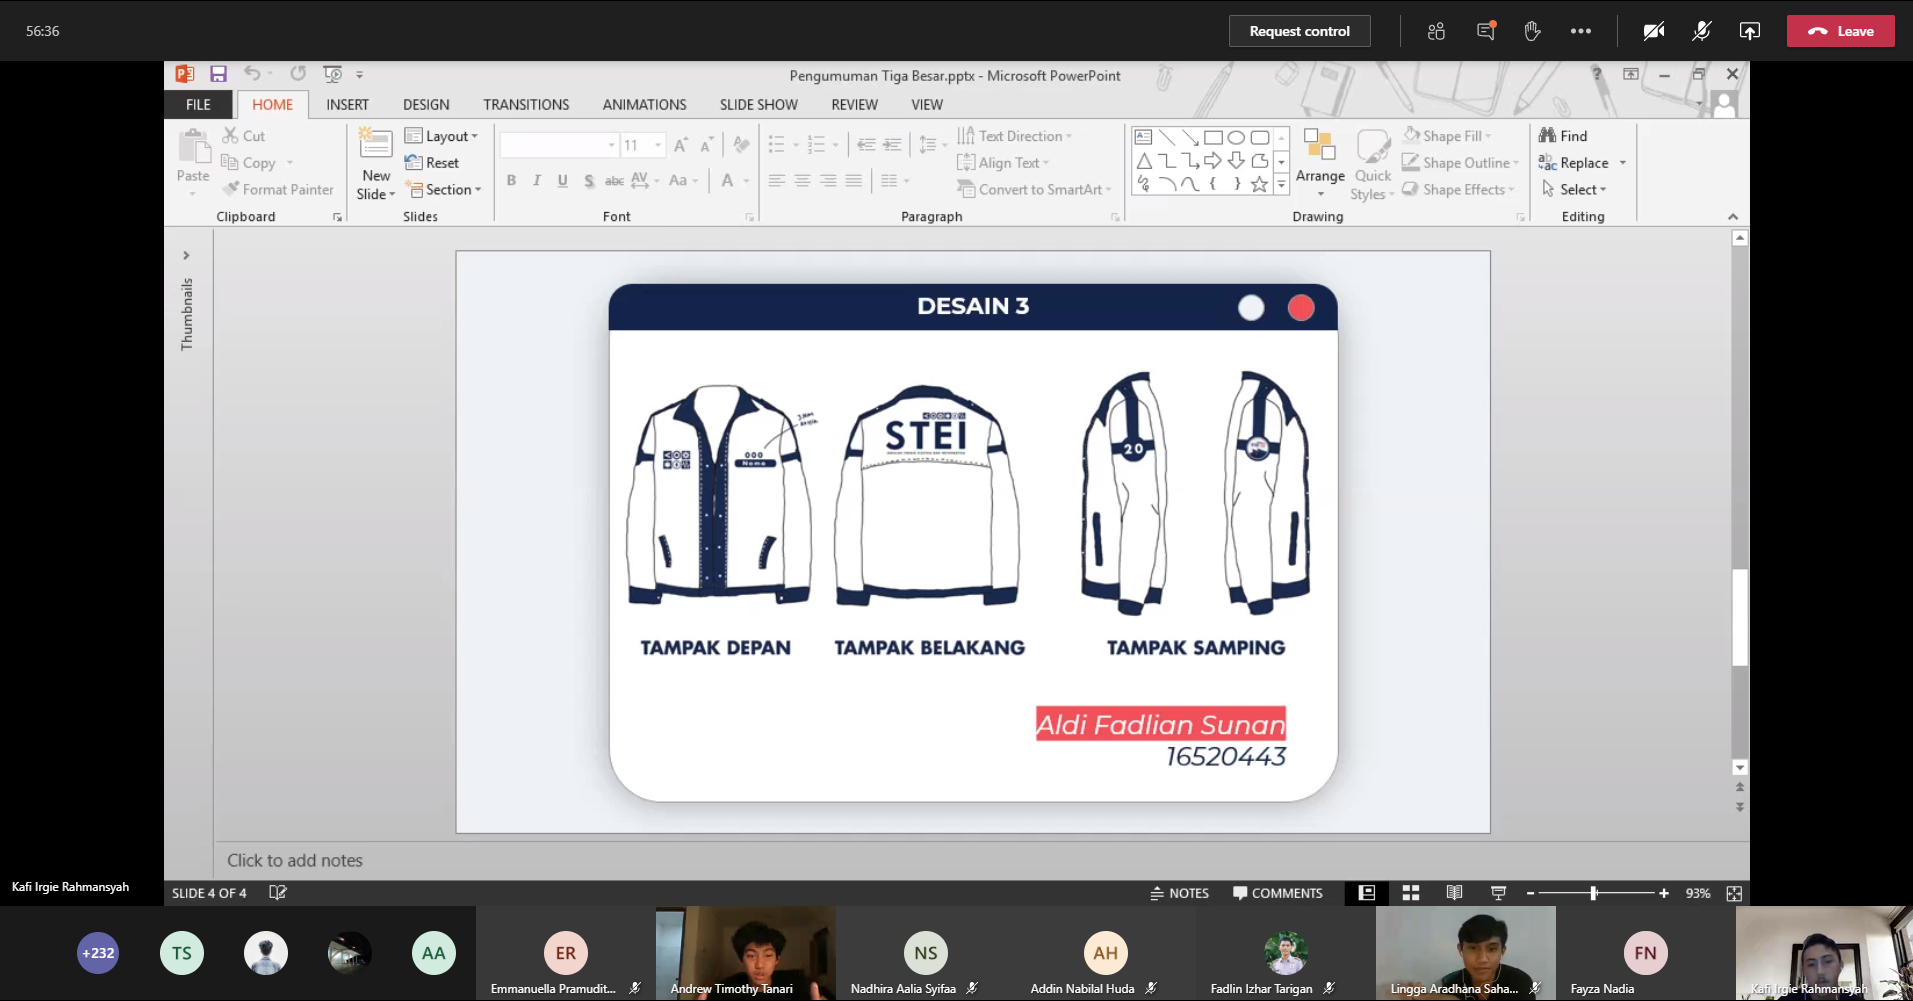 56:36
Request control
Leave
Pengumuman Tiga Besar.pptx - Microsoft PowerPoint
FILE
HOME
INSERT
DESIGN
TRANSITIONS
ANIMATIONS
SLIDE SHOW
REVIEW
VIEW
Paste
Cut
Copy
Format Painter
Clipboard
New
Slide
Layout
Reset
Section
Slides
11
B I U S abc AV Aa A
Font
Text Direction
Align Text
Convert to SmartArt
Paragraph
Arrange
Quick
Styles
Shape Fill
Shape Outline
Shape Effects
Drawing
Find
Replace
Select
Editing
Thumbnails
DESAIN 3
000
Nama
STEI
20
TAMPAK DEPAN
TAMPAK BELAKANG
TAMPAK SAMPING
Aldi Fadlian Sunan
16520443
Click to add notes
Kafi Irgie Rahmansyah
SLIDE 4 OF 4
NOTES
COMMENTS
93%
+232
TS
AA
ER
Emmanuella Pramudit...
Andrew Timothy Tanari
NS
Nadhira Aalia Syifaa
AH
Addin Nabilal Huda
Fadlin Izhar Tarigan
Lingga Aradhana Saha...
FN
Fayza Nadia
Kafi Irgie Rahmansyah